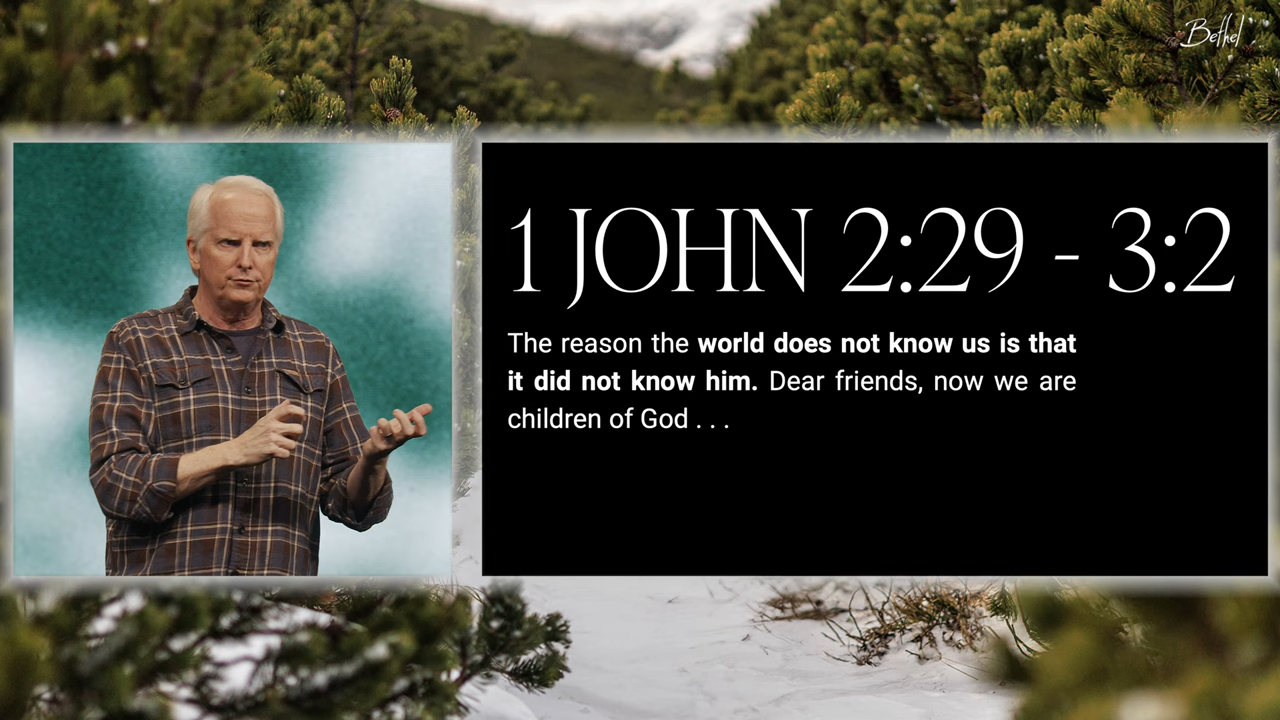 Bethel
1 JOHN 2:29 - 3:2
The reason the world does not know us is that
it did not know him. Dear friends, now we are
children of God . . .